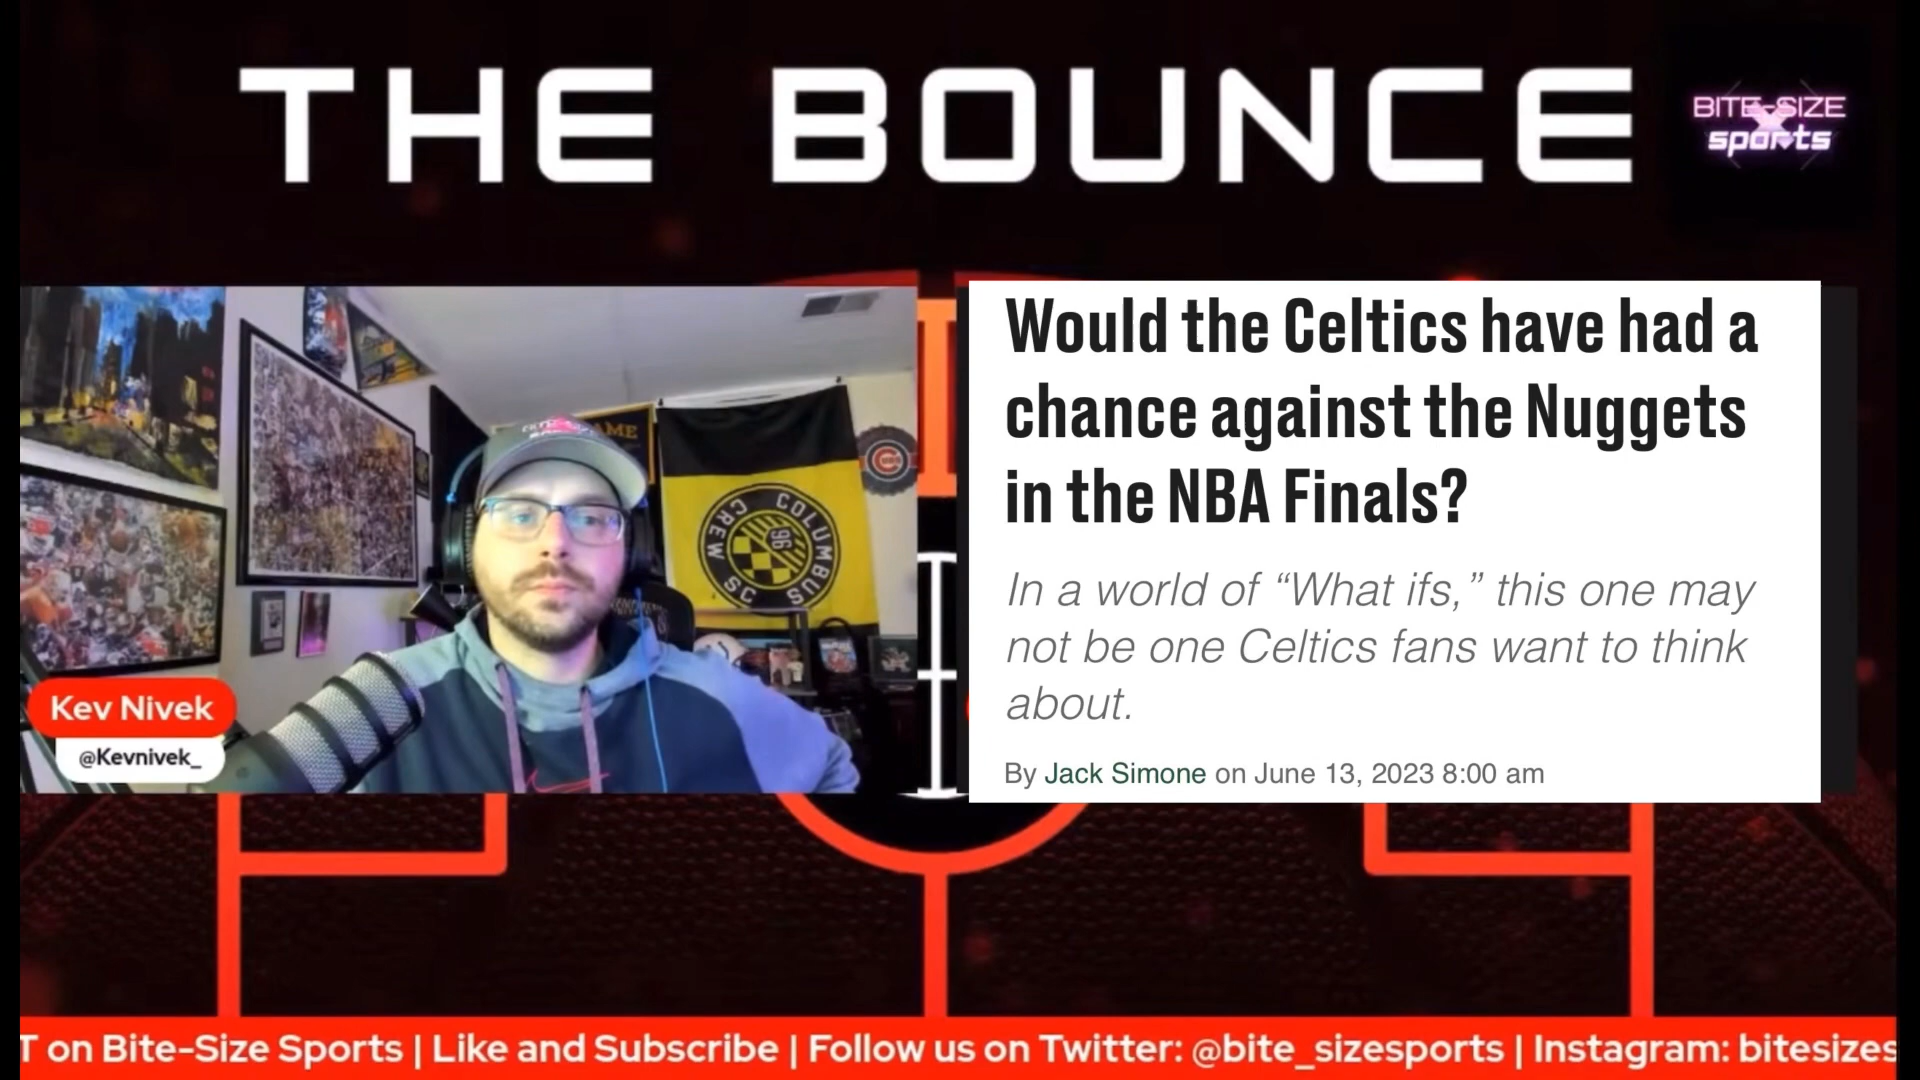 THE BOUNCE
BITE-SIZE
sports
Would the Celtics have had a
chance against the Nuggets
in the NBA Finals?
In a world of “What ifs,” this one may
not be one Celtics fans want to think
about.
By Jack Simone on June 13, 2023 8:00 am
AME
CUBS
COLUMBUS
CREW SC
96
Kev Nivek
@Kevnivek_
T on Bite-Size Sports | Like and Subscribe | Follow us on Twitter: @bite_sizesports | Instagram: bitesizes